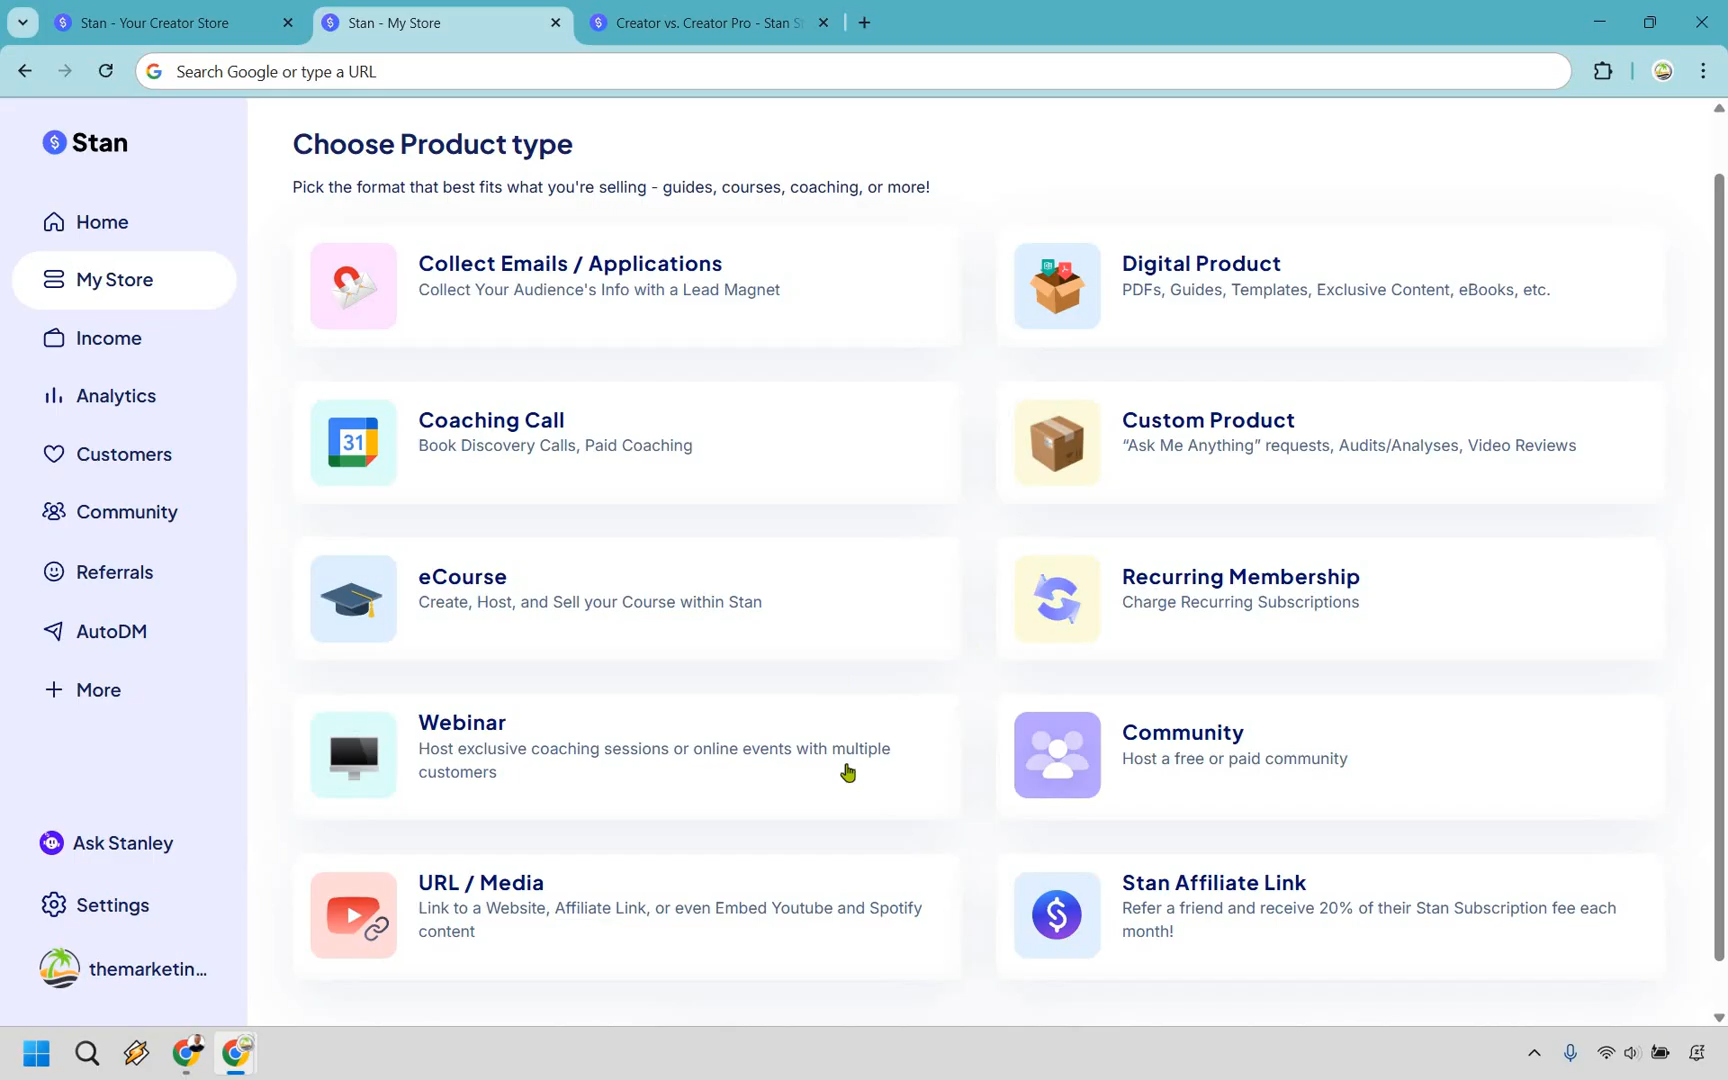 Stan - Your Creator Store
Stan - My Store
Creator vs. Creator Pro - Stan S
Search Google or type a URL
Stan
Home
My Store
Income
Analytics
Customers
Community
Referrals
AutoDM
More
Ask Stanley
Settings
themarketin...
Choose Product type
Pick the format that best fits what you're selling - guides, courses, coaching, or more!
Collect Emails / Applications
Collect Your Audience's Info with a Lead Magnet
Digital Product
PDFs, Guides, Templates, Exclusive Content, eBooks, etc.
31
Coaching Call
Book Discovery Calls, Paid Coaching
Custom Product
“Ask Me Anything” requests, Audits/Analyses, Video Reviews
eCourse
Create, Host, and Sell your Course within Stan
Recurring Membership
Charge Recurring Subscriptions
Webinar
Host exclusive coaching sessions or online events with multiple
customers
Community
Host a free or paid community
URL / Media
Link to a Website, Affiliate Link, or even Embed Youtube and Spotify
content
Stan Affiliate Link
Refer a friend and receive 20% of their Stan Subscription fee each
month!